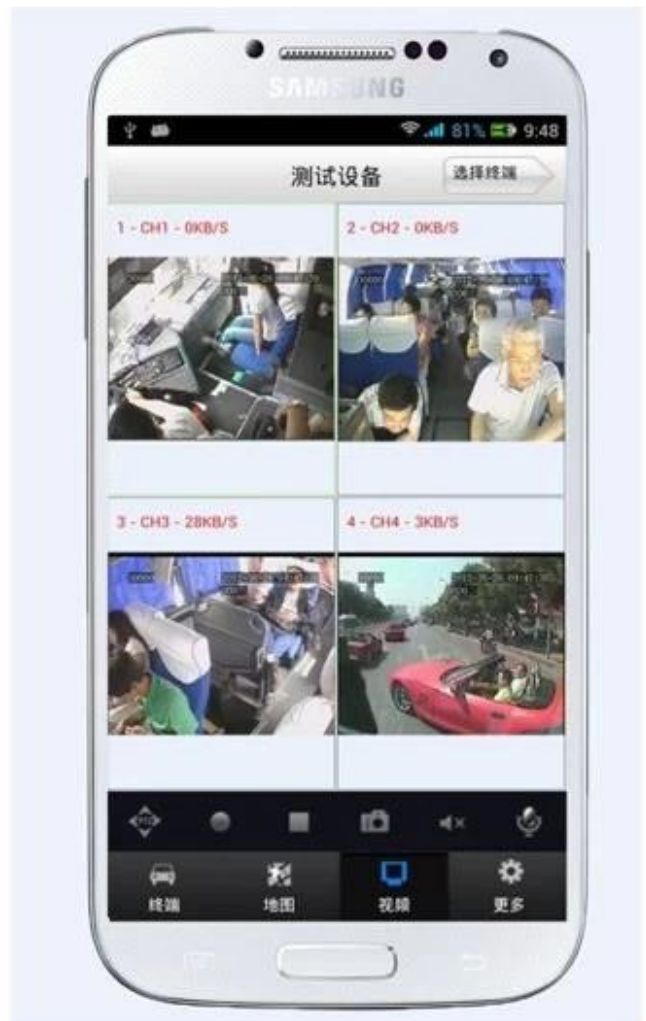 SAMSUNG
81% 9:48
测试设备
选择终端
1 - CH1 - 0KB/S
2 - CH2 - 0KB/S
3 - CH3 - 28KB/S
4 - CH4 - 3KB/S
PTZ
终端
地图
视频
更多